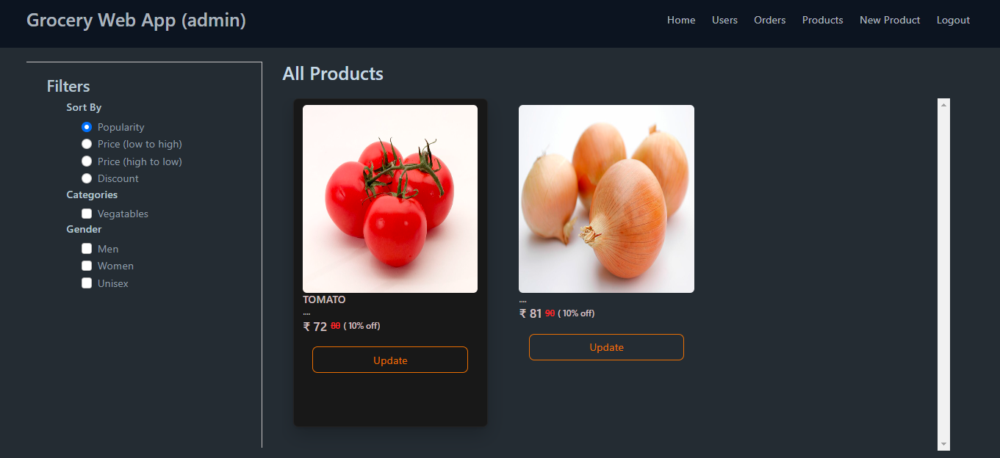 Grocery Web App (admin)
Home Users Orders Products New Product Logout
Filters
Sort By
Popularity
Price (low to high)
Price (high to low)
Discount
Categories
Vegatables
Gender
Men
Women
Unisex
All Products
TOMATO
....
₹ 72 80 ( 10% off)
Update
....
₹ 81 90 ( 10% off)
Update